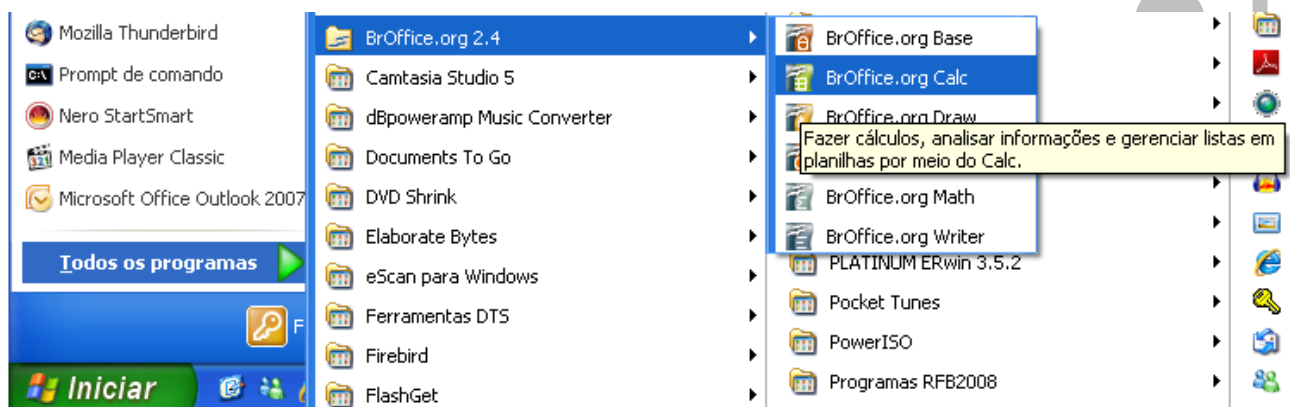 Mozilla Thunderbird
Prompt de comando
Nero StartSmart
Media Player Classic
Microsoft Office Outlook 2007
Todos os programas
F
Iniciar
BrOffice.org 2.4
Camtasia Studio 5
dBpoweramp Music Converter
Documents To Go
DVD Shrink
Elaborate Bytes
eScan para Windows
Ferramentas DTS
Firebird
FlashGet
BrOffice.org Base
BrOffice.org Calc
BrOffice.org Draw
Fazer cálculos, analisar informações e gerenciar listas em
planilhas por meio do Calc.
BrOffice.org Math
BrOffice.org Writer
PLATINUM ERwin 3.5.2
Pocket Tunes
PowerISO
Programas RFB2008